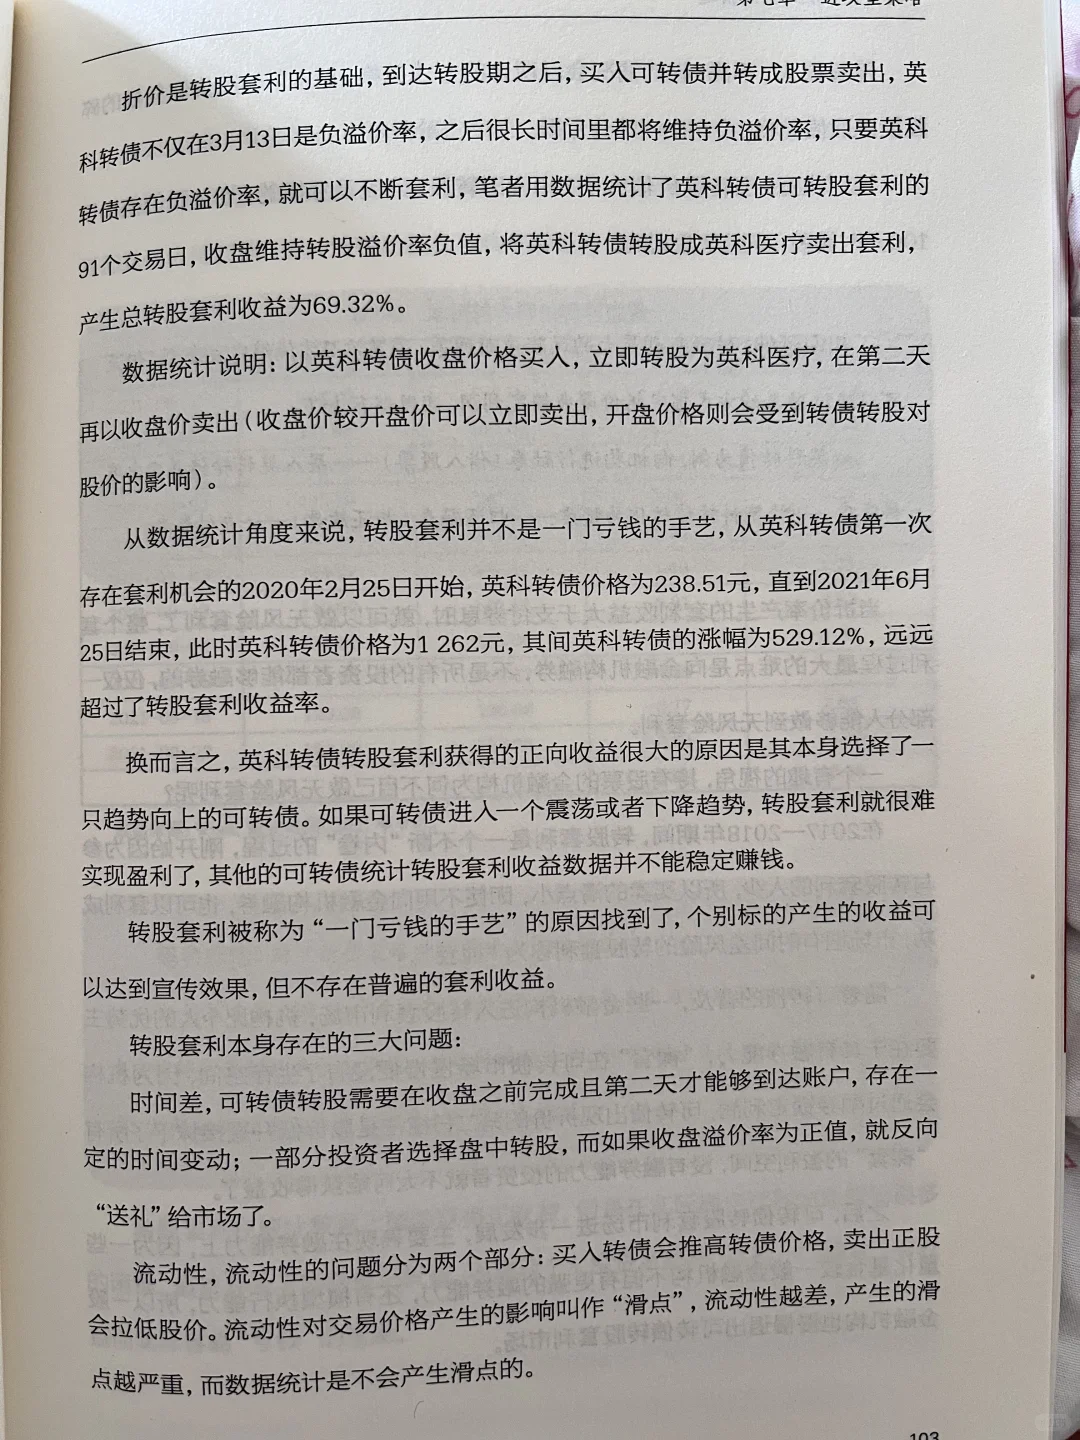 折价是转股套利的基础，到达转股期之后，买入可转债并转成股票卖出，英
科转债不仅在3月13日是负溢价率，之后很长时间里都将维持负溢价率，只要英科
转债存在负溢价率，就可以不断套利，笔者用数据统计了英科转债可转股套利的
91个交易日，收盘维持转股溢价率负值，将英科转债转股成英科医疗卖出套利，
产生总转股套利收益为69.32%。
数据统计说明：以英科转债收盘价格买入，立即转股为英科医疗，在第二天
再以收盘价卖出（收盘价较开盘价可以立即卖出，开盘价格则会受到转债转股对
股价的影响）。
从数据统计角度来说，转股套利并不是一门亏钱的手艺，从英科转债第一次
存在套利机会的2020年2月25日开始，英科转债价格为238.51元，直到2021年6月
25日结束，此时英科转债价格为1 262元，其间英科转债的涨幅为529.12%，远远
超过了转股套利收益率。
换而言之，英科转债转股套利获得的正向收益很大的原因是其本身选择了一
只趋势向上的可转债。如果可转债进入一个震荡或者下降趋势，转股套利就很难
实现盈利了，其他的可转债统计转股套利收益数据并不能稳定赚钱。
转股套利被称为“一门亏钱的手艺”的原因找到了，个别标的产生的收益可
以达到宣传效果，但不存在普遍的套利收益。
转股套利本身存在的三大问题：
时间差，可转债转股需要在收盘之前完成且第二天才能够到达账户，存在一
定的时间变动；一部分投资者选择盘中转股，而如果收盘溢价率为正值，就反向
“送礼”给市场了。
流动性，流动性的问题分为两个部分：买入转债会推高转债价格，卖出正股
会拉低股价。流动性对交易价格产生的影响叫作“滑点”，流动性越差，产生的滑
点越严重，而数据统计是不会产生滑点的。
103